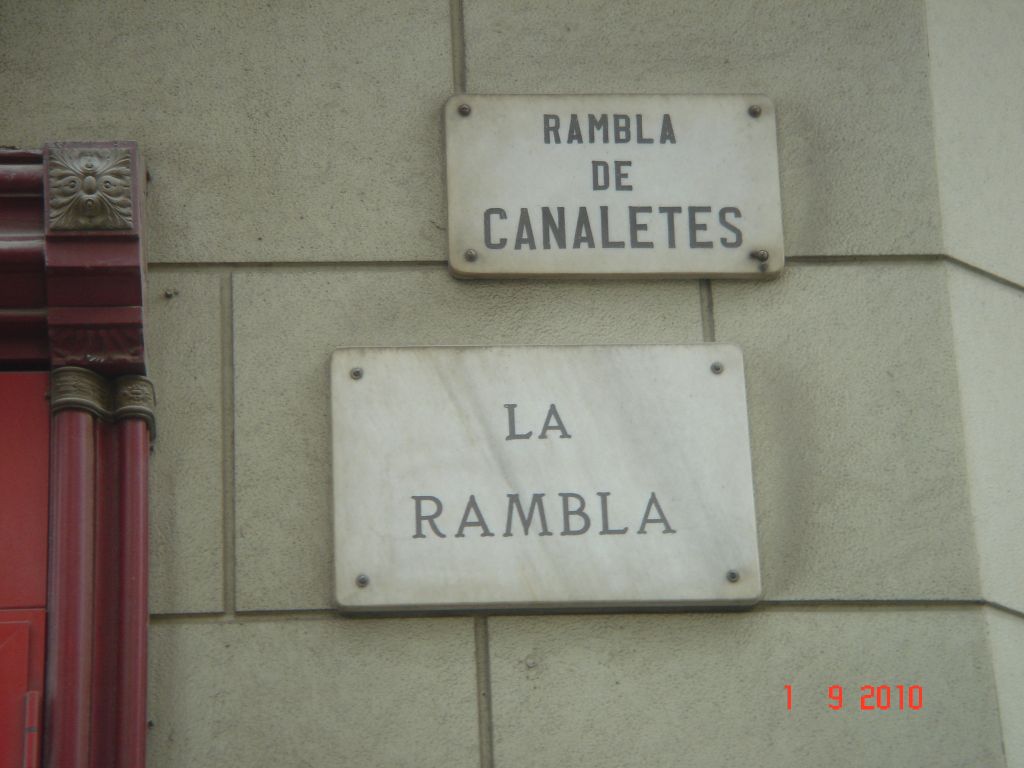 RAMBLA
DE
CANALETES
LA
RAMBLA
1 9 2010